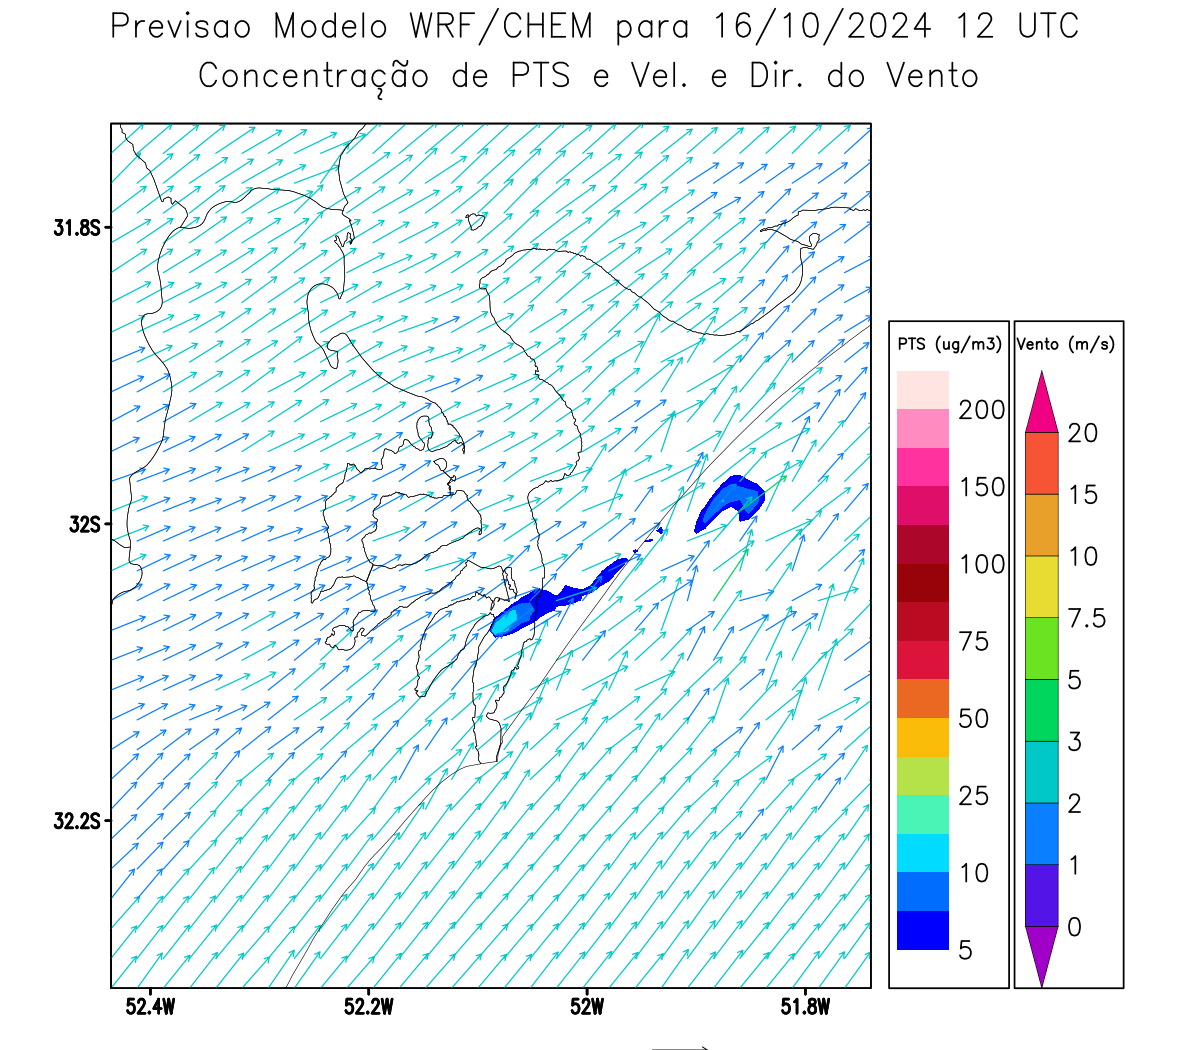 Previsao Modelo WRF/CHEM para 16/10/2024 12 UTC
Concentração de PTS e Vel. e Dir. do Vento
31.8S
32S
32.2S
52.4W 52.2W 52W 51.8W
PTS (ug/m3)
200
150
100
75
50
25
10
5
Vento (m/s)
20
15
10
7.5
5
3
2
1
0